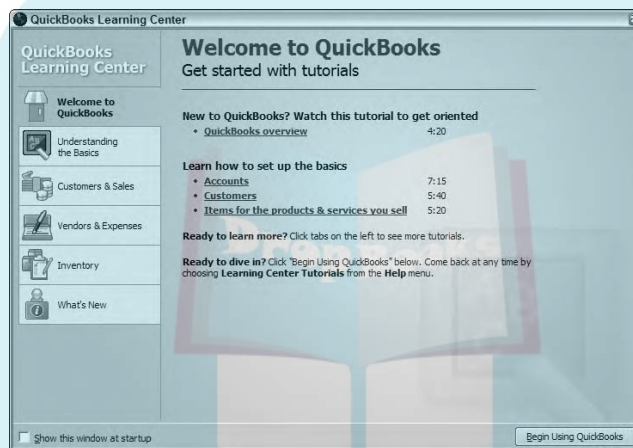 QuickBooks Learning Center
QuickBooks
Learning Center
Welcome to
QuickBooks
Understanding
the Basics
Customers & Sales
Vendors & Expenses
Inventory
What's New
Welcome to QuickBooks
Get started with tutorials
New to QuickBooks? Watch this tutorial to get oriented
• QuickBooks overview 4:20
Learn how to set up the basics
• Accounts 7:15
• Customers 5:40
• Items for the products & services you sell 5:20
Ready to learn more? Click tabs on the left to see more tutorials.
Ready to dive in? Click "Begin Using QuickBooks" below. Come back at any time by
choosing Learning Center Tutorials from the Help menu.
Show this window at startup
Begin Using QuickBooks